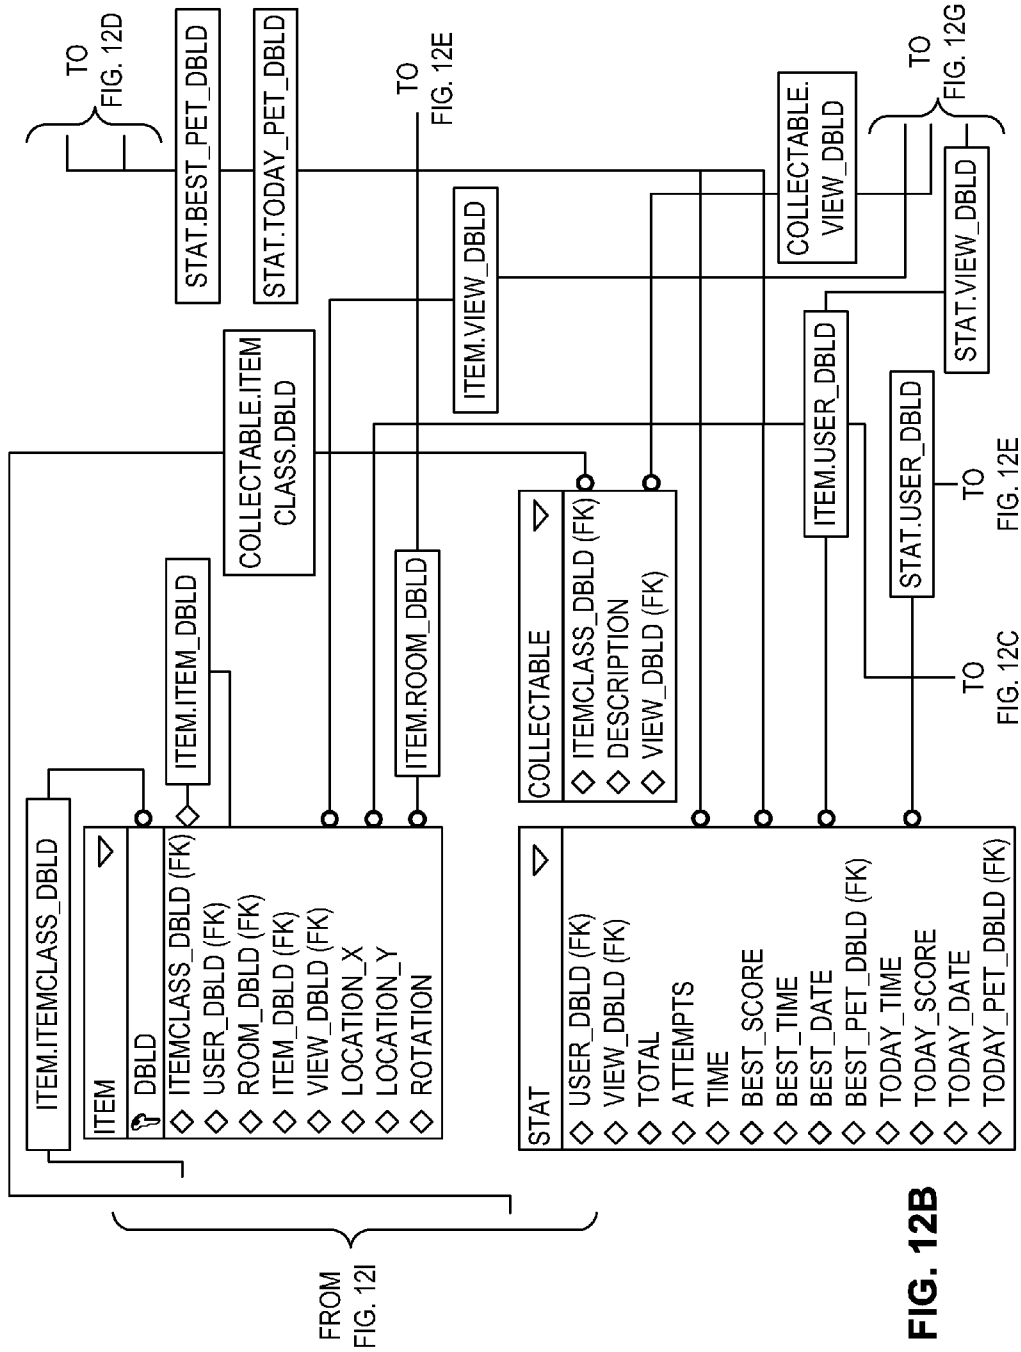 FROM
FIG. 12I
ITEM.ITEMCLASS_DBLD
ITEM
DBLD
ITEMCLASS_DBLD (FK)
USER_DBLD (FK)
ROOM_DBLD (FK)
ITEM_DBLD (FK)
VIEW_DBLD (FK)
LOCATION_X
LOCATION_Y
ROTATION
ITEM.ITEM_DBLD
ITEM.ROOM_DBLD
COLLECTABLE.ITEM
CLASS.DBLD
ITEM.VIEW_DBLD
TO
FIG. 12D
STAT.BEST_PET_DBLD
STAT.TODAY_PET_DBLD
TO
FIG. 12E
STAT
USER_DBLD (FK)
VIEW_DBLD (FK)
TOTAL
ATTEMPTS
TIME
BEST_SCORE
BEST_TIME
BEST_DATE
BEST_PET_DBLD (FK)
TODAY_TIME
TODAY_SCORE
TODAY_DATE
TODAY_PET_DBLD (FK)
COLLECTABLE
ITEMCLASS_DBLD (FK)
DESCRIPTION
VIEW_DBLD (FK)
COLLECTABLE.
VIEW_DBLD
ITEM.USER_DBLD
STAT.USER_DBLD
STAT.VIEW_DBLD
TO
FIG. 12G
TO
FIG. 12C
TO
FIG. 12E
FIG. 12B